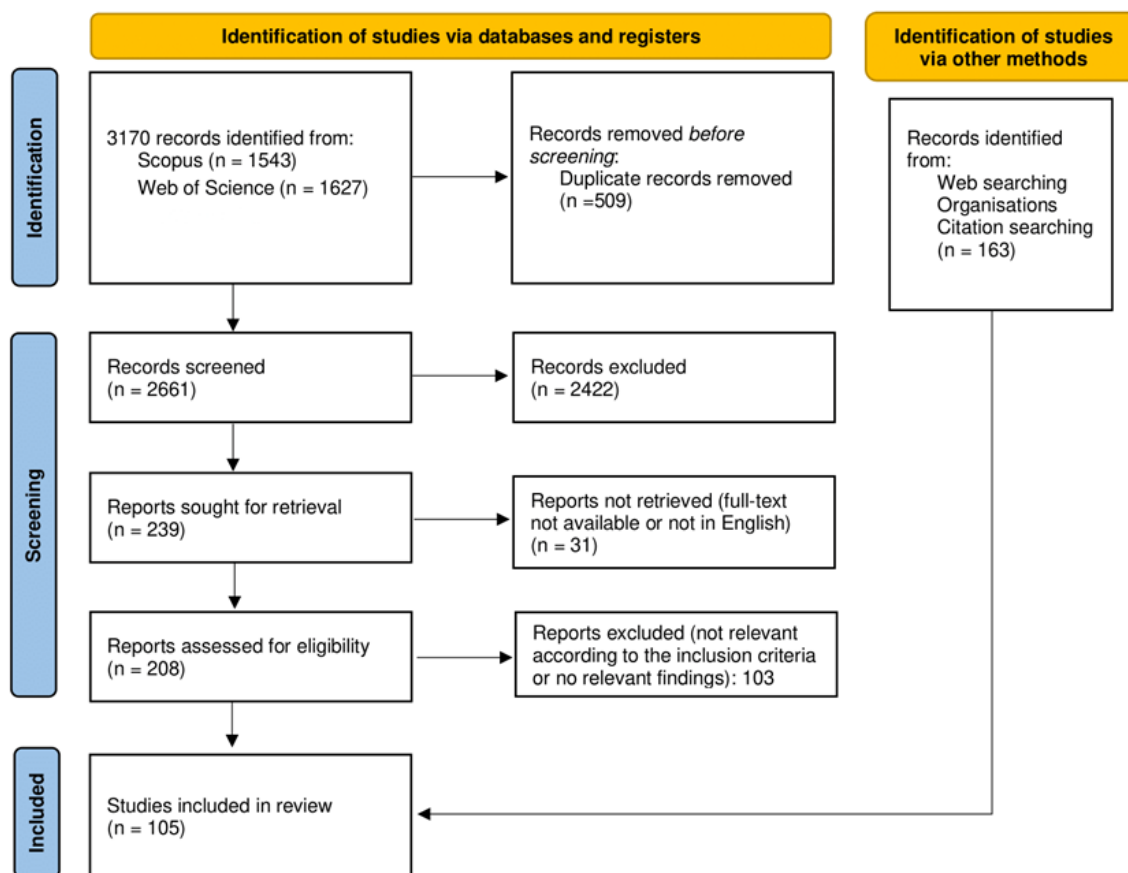 Identification of studies via databases and registers
Identification of studies
via other methods
Identification
3170 records identified from:
Scopus (n = 1543)
Web of Science (n = 1627)
Records removed before
screening:
Duplicate records removed
(n =509)
Records identified
from:
Web searching
Organisations
Citation searching
(n = 163)
Screening
Records screened
(n = 2661)
Records excluded
(n = 2422)
Reports sought for retrieval
(n = 239)
Reports not retrieved (full-text
not available or not in English)
(n = 31)
Reports assessed for eligibility
(n = 208)
Reports excluded (not relevant
according to the inclusion criteria
or no relevant findings): 103
Included
Studies included in review
(n = 105)